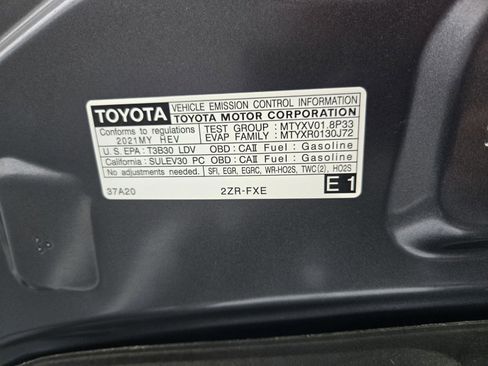 TOYOTA
VEHICLE EMISSION CONTROL INFORMATION
TOYOTA MOTOR CORPORATION
Conforms to regulations
2021MY HEV
TEST GROUP : MTYXV01.8P33
EVAP FAMILY : MTYXR0130J72
U.S. EPA : T3B30 LDV OBD : CAⅡ Fuel : Gasoline
California : SULEV30 PC OBD : CAⅡ Fuel : Gasoline
No adjustments needed. SFI, EGR, EGRC, WR-HO2S, TWC(2), HO2S
37A20 2ZR-FXE E 1